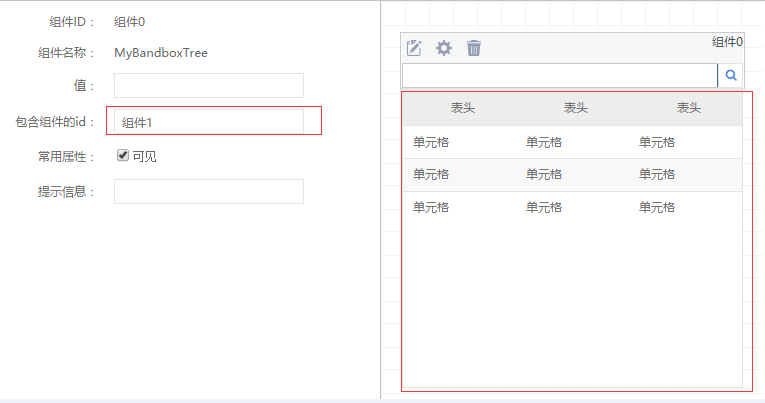 组件ID： 组件0
组件名称： MyBandboxTree
值：
包含组件的id： 组件1
常用属性： 可见
提示信息：
组件0
表头 表头 表头
单元格 单元格 单元格
单元格 单元格 单元格
单元格 单元格 单元格